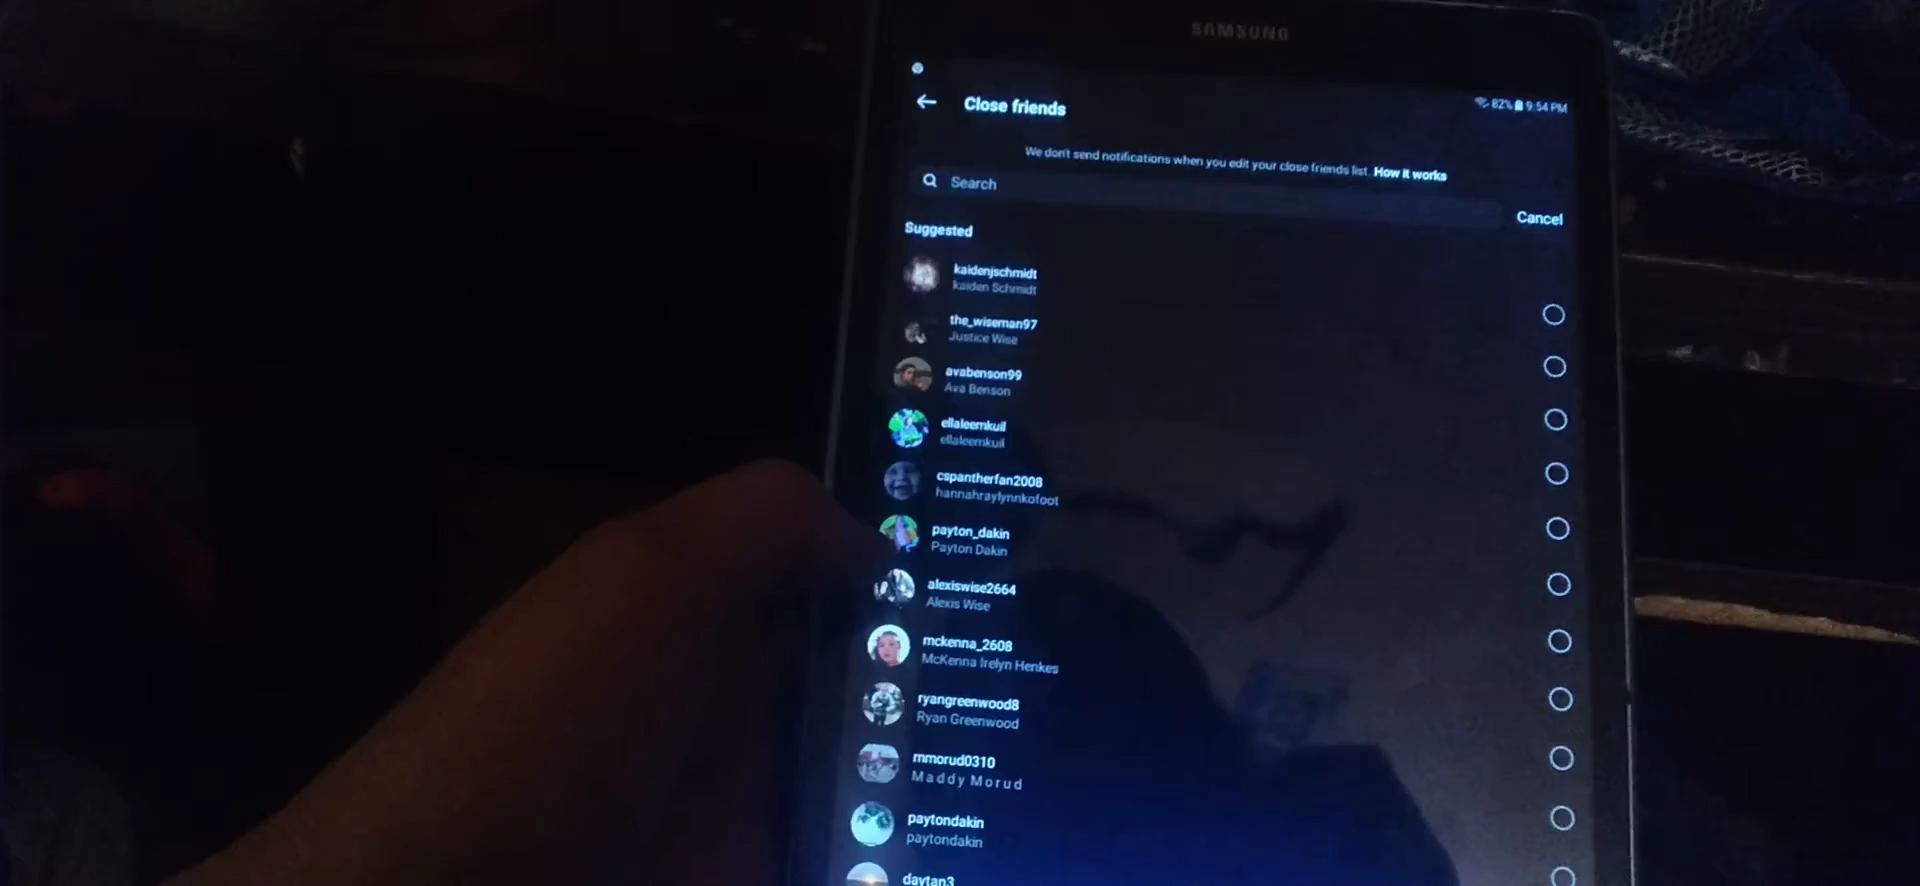 SAMSUNG
82% 9:54 PM
Close friends
We don't send notifications when you edit your close friends list. How it works
Search
Cancel
Suggested
kaidenjschmidt
kaiden Schmidt
the_wiseman97
Justice Wise
avabenson99
Ava Benson
ellaleemkuil
ellaleemkuil
cspantherfan2008
hannahraylynnkofoot
payton_dakin
Payton Dakin
alexiswise2664
Alexis Wise
mckenna_2608
McKenna Irelyn Henkes
ryangreenwood8
Ryan Greenwood
mmorud0310
Maddy Morud
paytondakin
paytondakin
daytan3